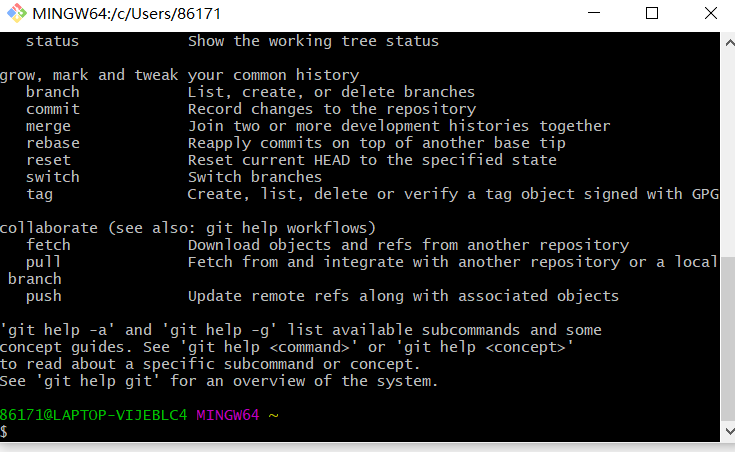 MINGW64:/c/Users/86171
status Show the working tree status
grow, mark and tweak your common history
branch List, create, or delete branches
commit Record changes to the repository
merge Join two or more development histories together
rebase Reapply commits on top of another base tip
reset Reset current HEAD to the specified state
switch Switch branches
tag Create, list, delete or verify a tag object signed with GPG
collaborate (see also: git help workflows)
fetch Download objects and refs from another repository
pull Fetch from and integrate with another repository or a local
branch
push Update remote refs along with associated objects
'git help -a' and 'git help -g' list available subcommands and some
concept guides. See 'git help <command>' or 'git help <concept>'
to read about a specific subcommand or concept.
See 'git help git' for an overview of the system.
86171@LAPTOP-VIJEBLC4 MINGW64 ~
$